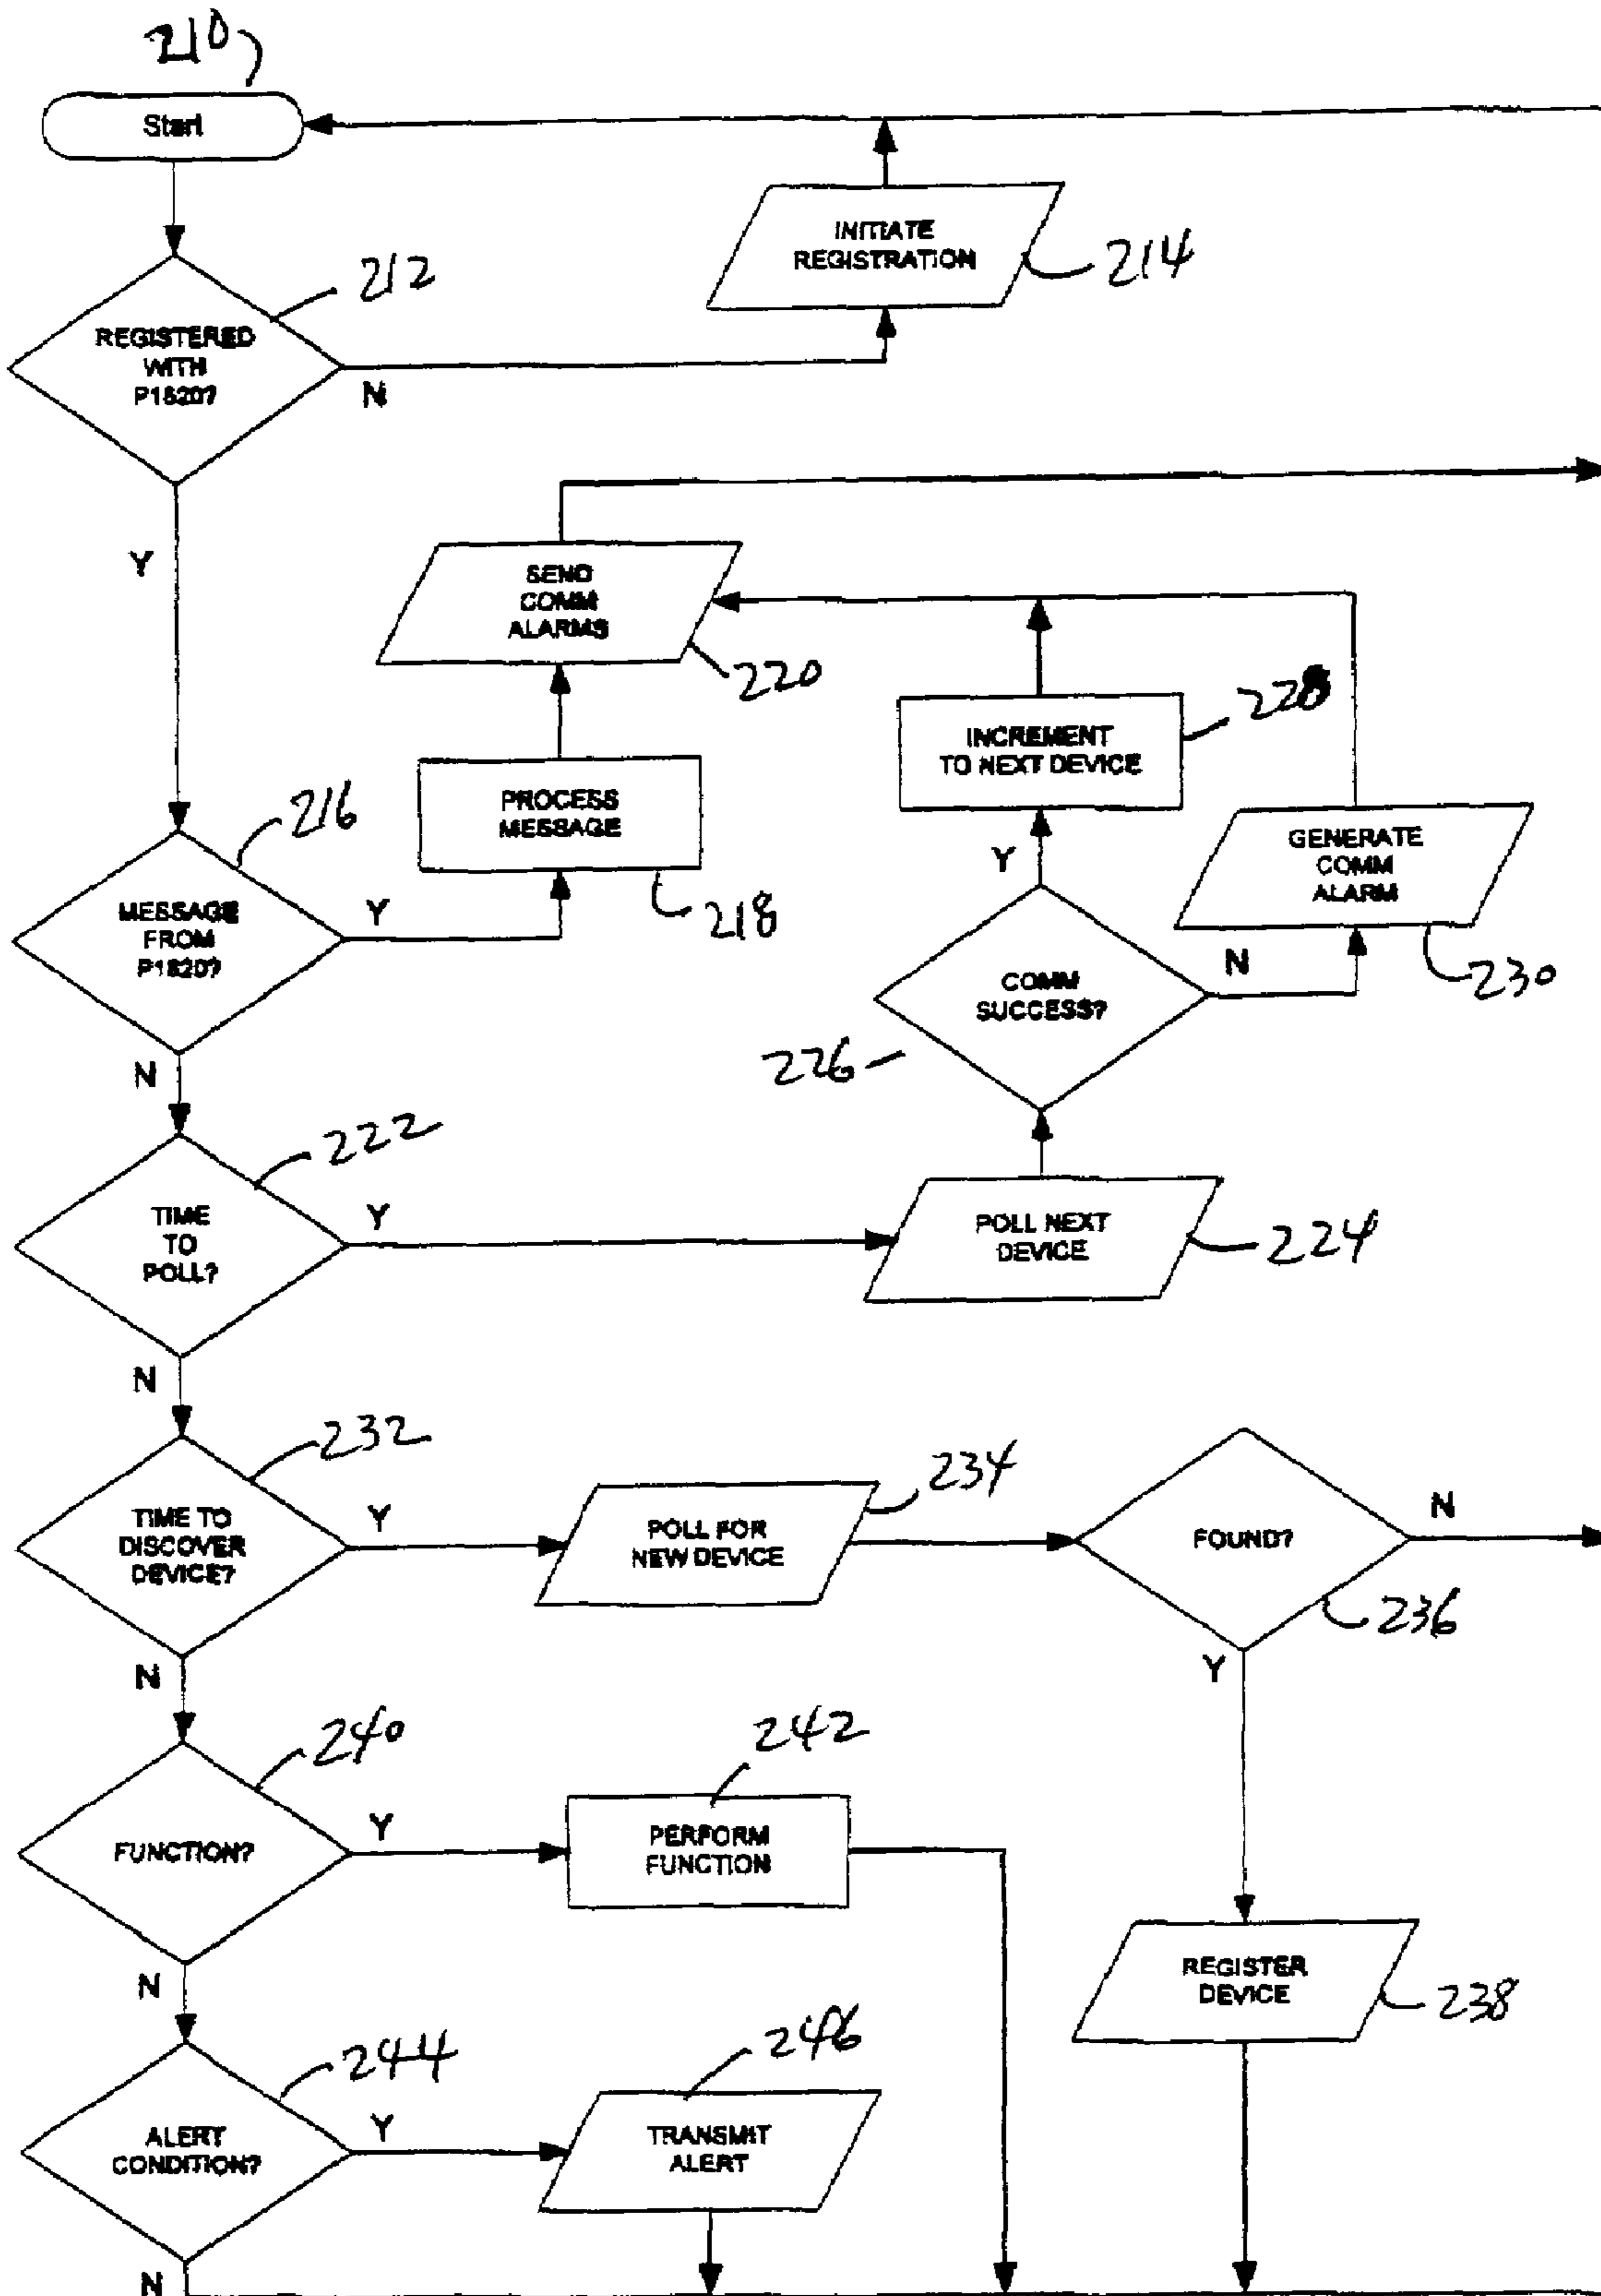 210
Start
INITIATE
REGISTRATION
214
212
REGISTERED
WITH
P1820?
N
Y
SEND
COMM
ALARMS
220
228
INCREMENT
TO NEXT DEVICE
216
PROCESS
MESSAGE
218
GENERATE
COMM
ALARM
230
Y
N
MESSAGE
FROM
P1820?
Y
COMM
SUCCESS?
226
N
222
TIME
TO
POLL?
Y
POLL NEXT
DEVICE
224
N
232
TIME TO
DISCOVER
DEVICE?
Y
234
POLL FOR
NEW DEVICE
FOUND?
N
236
Y
N
240
FUNCTION?
Y
242
PERFORM
FUNCTION
REGISTER
DEVICE
238
N
244
ALERT
CONDITION?
Y
246
TRANSMIT
ALERT
N